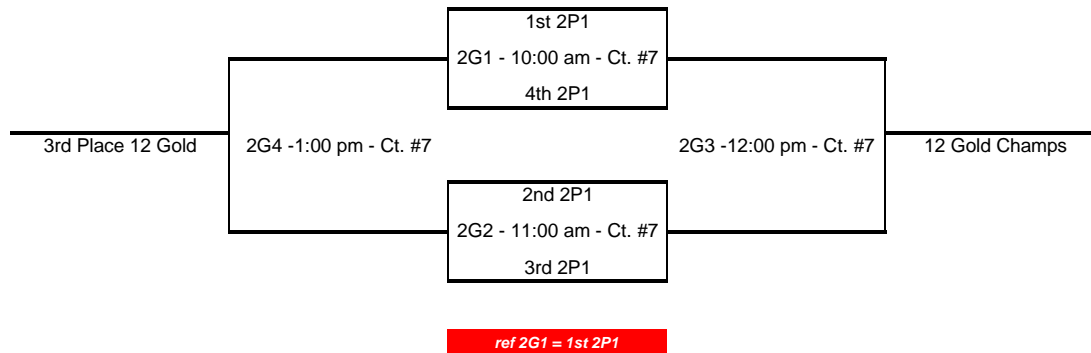 1st 2P1
2G1 - 10:00 am - Ct. #7
4th 2P1
3rd Place 12 Gold
2G4 -1:00 pm - Ct. #7
2G3 -12:00 pm - Ct. #7
12 Gold Champs
2nd 2P1
2G2 - 11:00 am - Ct. #7
3rd 2P1
ref 2G1 = 1st 2P1